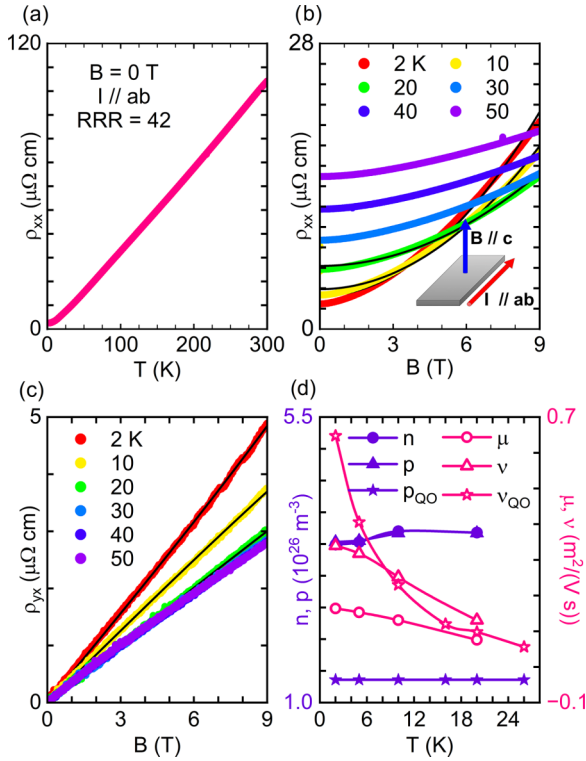 (a)
120
B = 0 T
I // ab
RRR = 42
ρxx (μΩ cm)
0
0
100
200
300
T (K)
(b)
28
2 K
10
20
30
40
50
ρxx (μΩ cm)
B // c
I // ab
0
0
3
6
9
B (T)
(c)
5
2 K
10
20
30
40
50
ρyx (μΩ cm)
0
0
3
6
9
B (T)
(d)
5.5
0.7
n
μ
p
ν
pQO
νQO
n, p (10²⁶ m⁻³)
μ, ν (m²/(V s))
1.0
−0.1
0
6
12
18
24
T (K)